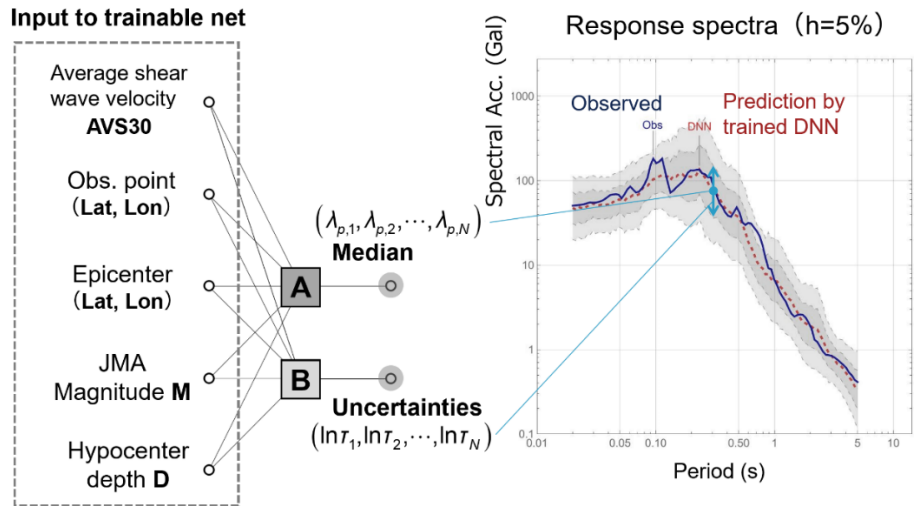 Input to trainable net
Average shear
wave velocity
AVS30
Obs. point
(Lat, Lon)
Epicenter
(Lat, Lon)
JMA
Magnitude M
Hypocenter
depth D
A
B
(λp,1, λp,2, ⋯, λp,N)
Median
Uncertainties
(lnτ1, lnτ2, ⋯, lnτN)
Response spectra (h=5%)
Spectral Acc. (Gal)
1000
100
10
1
0.1
Observed
Obs
Prediction by
trained DNN
DNN
0.01 0.05 0.10 0.50 1 5 10
Period (s)